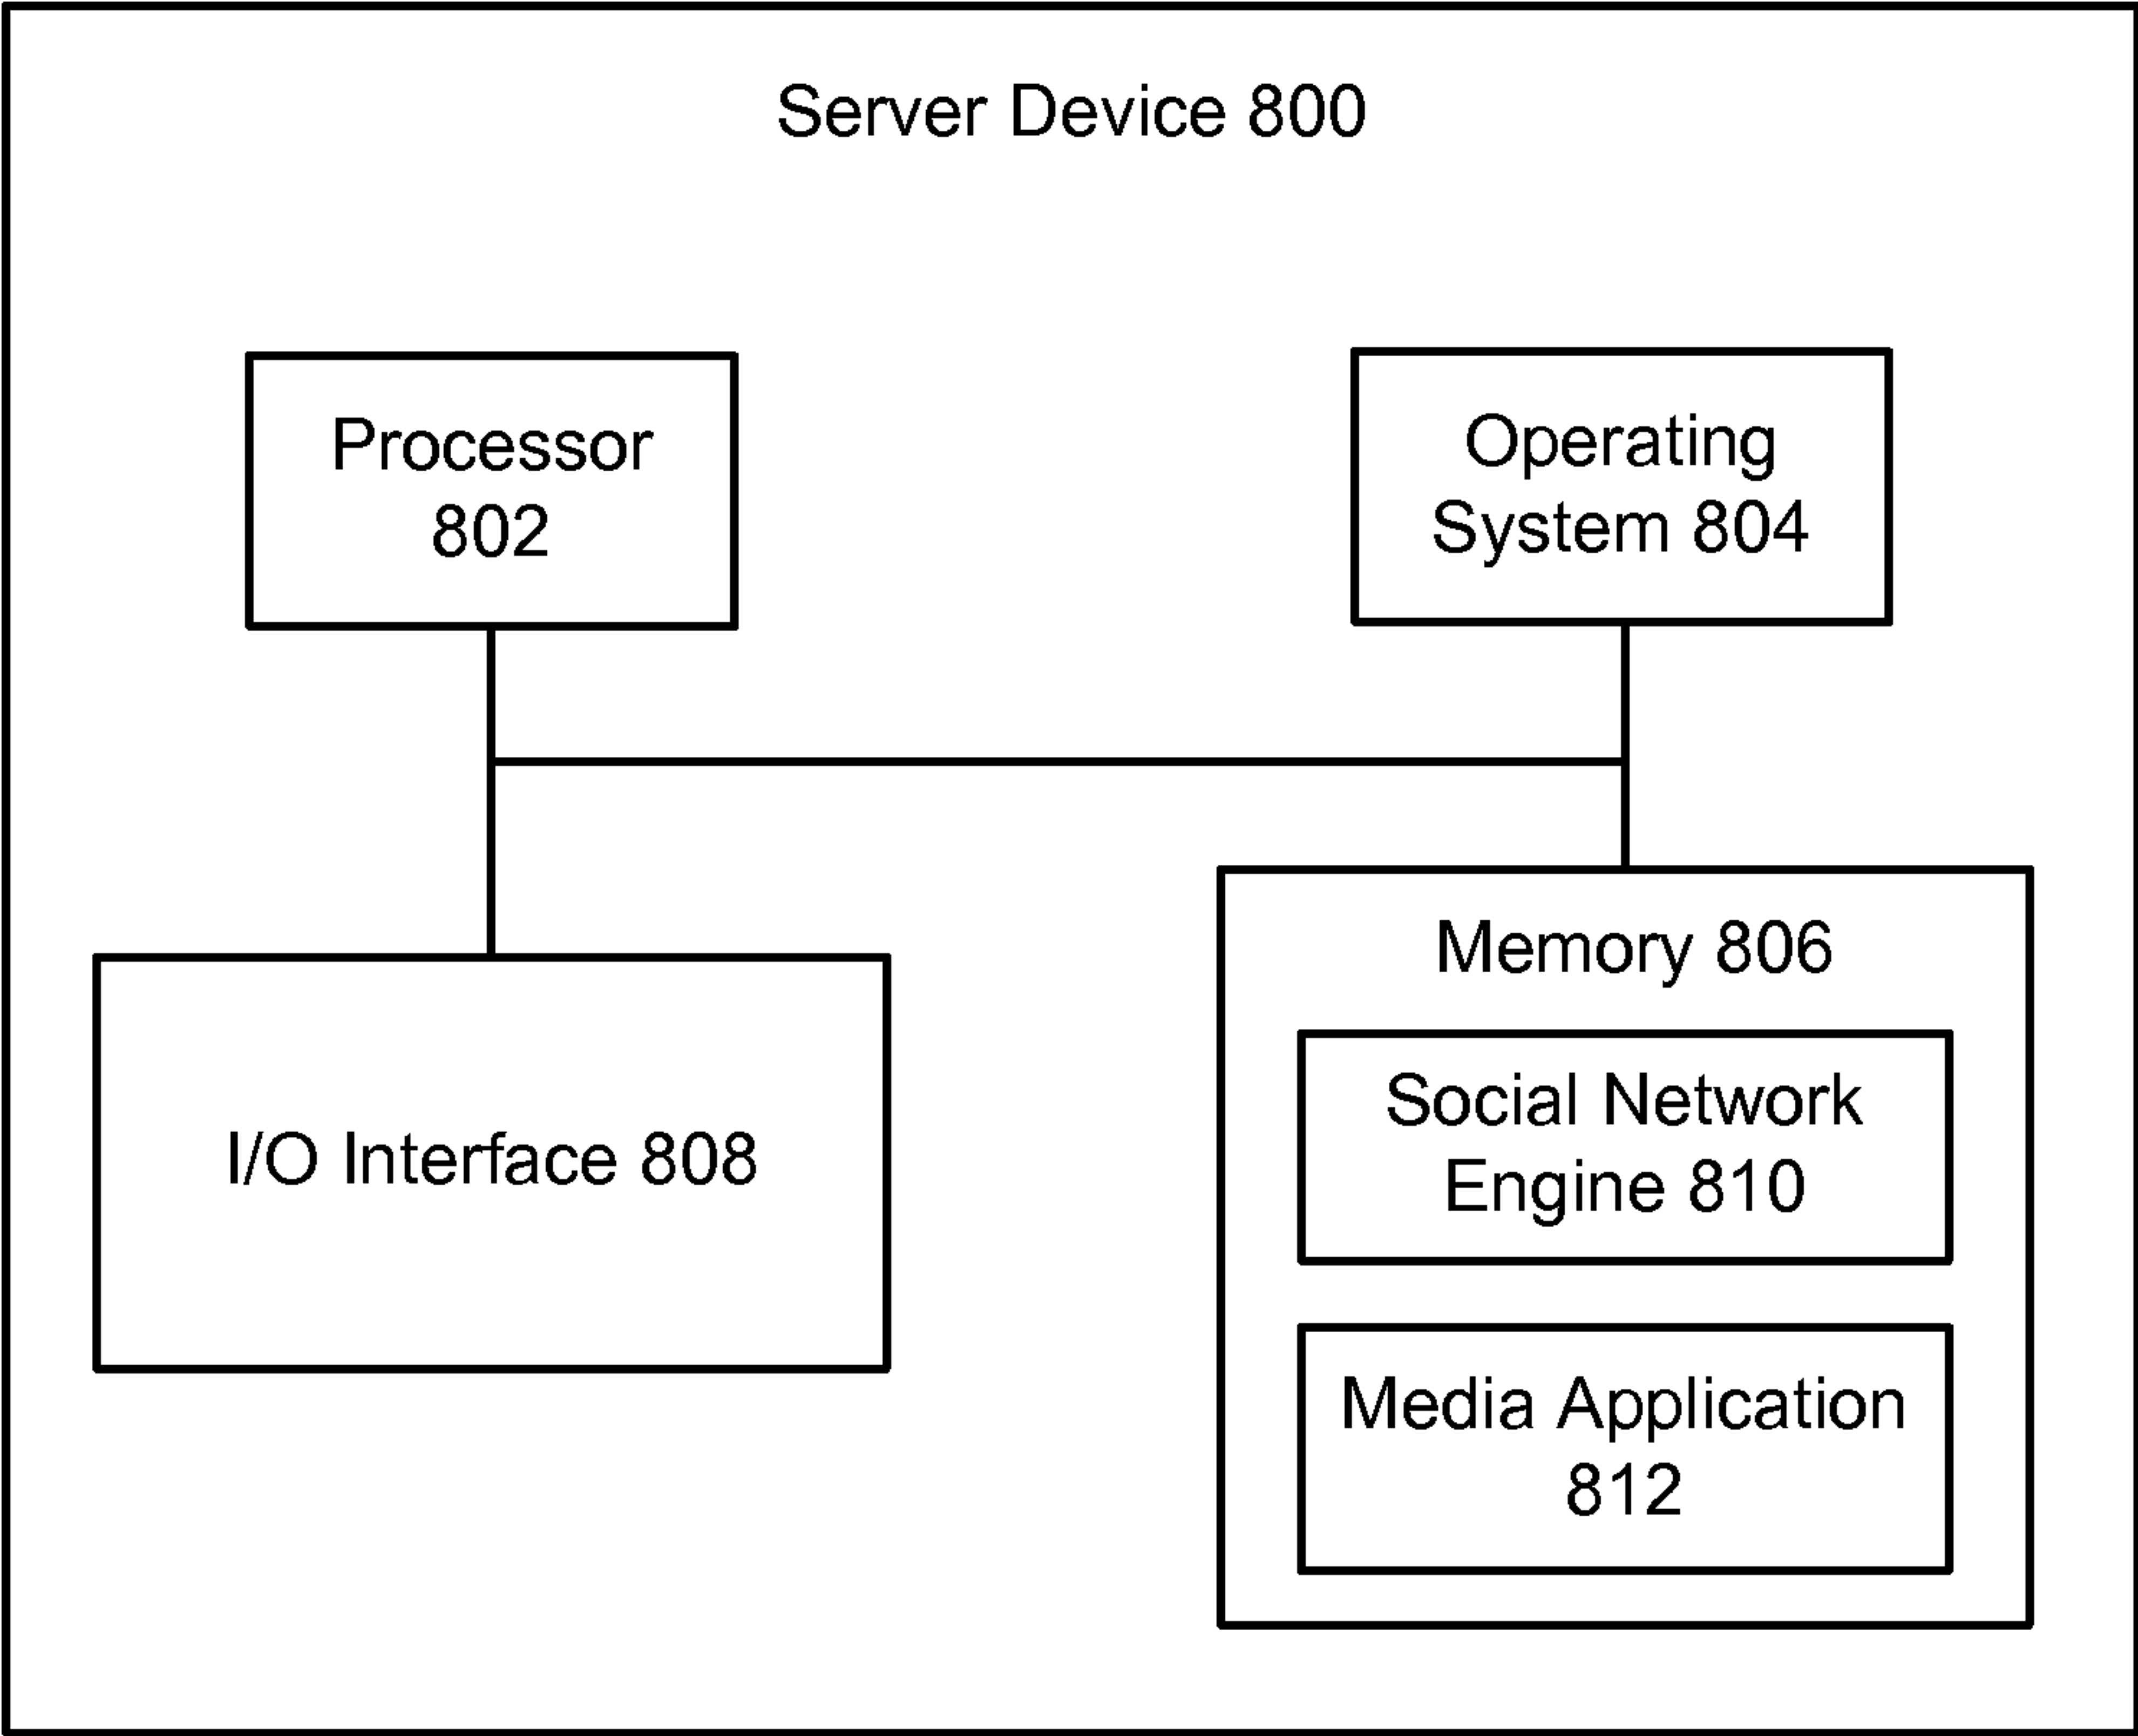 Server Device 800
Processor
802
Operating
System 804
I/O Interface 808
Memory 806
Social Network
Engine 810
Media Application
812